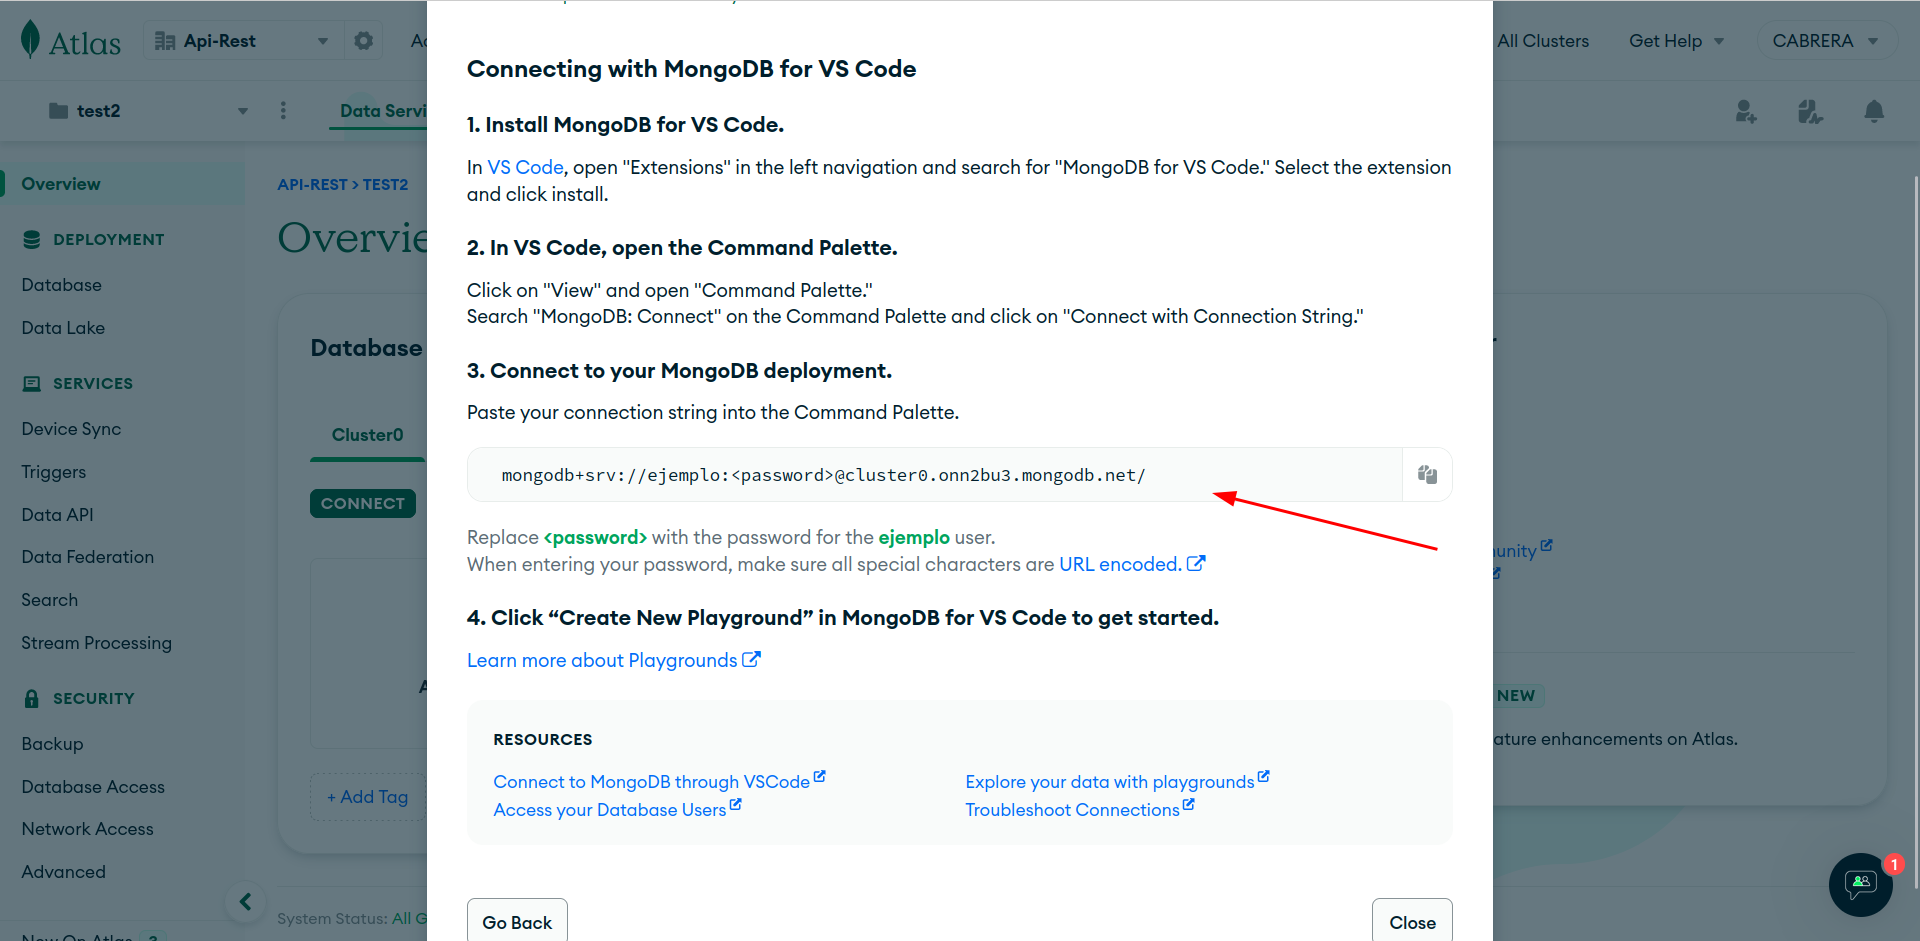 Atlas
Api-Rest
All Clusters
Get Help
CABRERA
test2
Data Servi
Overview
DEPLOYMENT
Database
Data Lake
SERVICES
Device Sync
Triggers
Data API
Data Federation
Search
Stream Processing
SECURITY
Backup
Database Access
Network Access
Advanced
API-REST > TEST2
Overvie
Database
Cluster0
CONNECT
+ Add Tag
System Status: All G
Connecting with MongoDB for VS Code
1. Install MongoDB for VS Code.
In VS Code, open "Extensions" in the left navigation and search for "MongoDB for VS Code." Select the extension
and click install.
2. In VS Code, open the Command Palette.
Click on "View" and open "Command Palette."
Search "MongoDB: Connect" on the Command Palette and click on "Connect with Connection String."
3. Connect to your MongoDB deployment.
Paste your connection string into the Command Palette.
mongodb+srv://ejemplo:<password>@cluster0.onn2bu3.mongodb.net/
Replace <password> with the password for the ejemplo user.
When entering your password, make sure all special characters are URL encoded.
4. Click “Create New Playground” in MongoDB for VS Code to get started.
Learn more about Playgrounds
RESOURCES
Connect to MongoDB through VSCode
Explore your data with playgrounds
Access your Database Users
Troubleshoot Connections
Go Back
Close
unity
NEW
ature enhancements on Atlas.
1